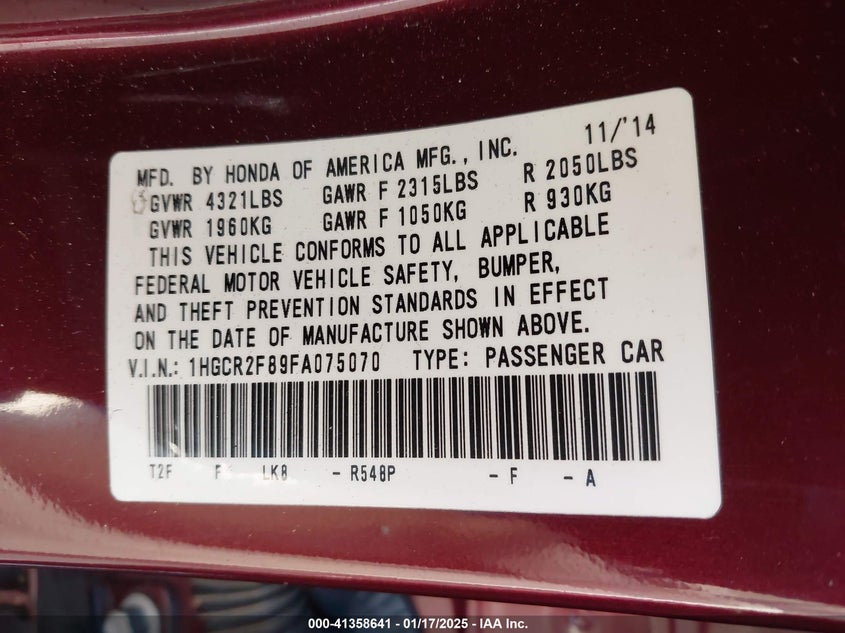 11/'14
MFD. BY HONDA OF AMERICA MFG., INC.
GVWR 4321LBS GAWR F 2315LBS R 2050LBS
GVWR 1960KG GAWR F 1050KG R 930KG
THIS VEHICLE CONFORMS TO ALL APPLICABLE
FEDERAL MOTOR VEHICLE SAFETY, BUMPER,
AND THEFT PREVENTION STANDARDS IN EFFECT
ON THE DATE OF MANUFACTURE SHOWN ABOVE.
V.I.N.: 1HGCR2F89FA075070 TYPE: PASSENGER CAR
T2F F LK8 - R548P - F - A
000-41358641 - 01/17/2025 - IAA Inc.